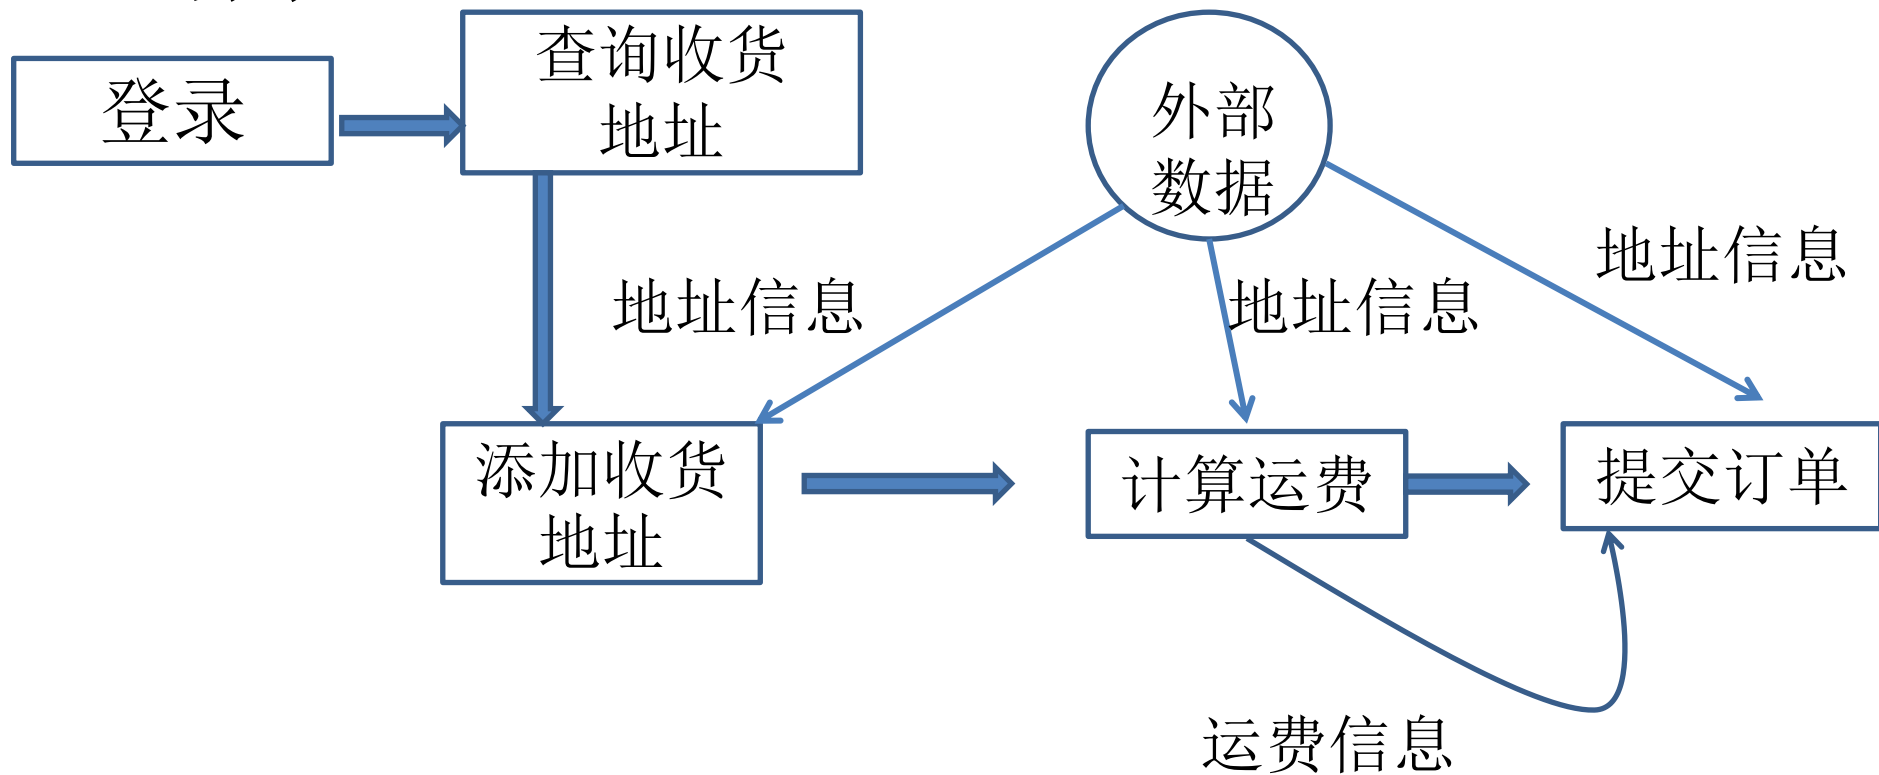 登录
查询收货
地址
外部
数据
地址信息
地址信息
地址信息
添加收货
地址
计算运费
提交订单
运费信息